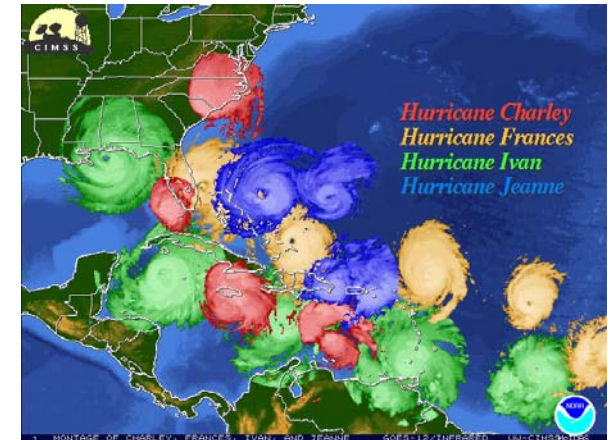 CIMSS
Hurricane Charley
Hurricane Frances
Hurricane Ivan
Hurricane Jeanne
NOAA
1 MONTAGE OF CHARLEY, FRANCES, IVAN, AND JEANNE GOES-12/INFRARED